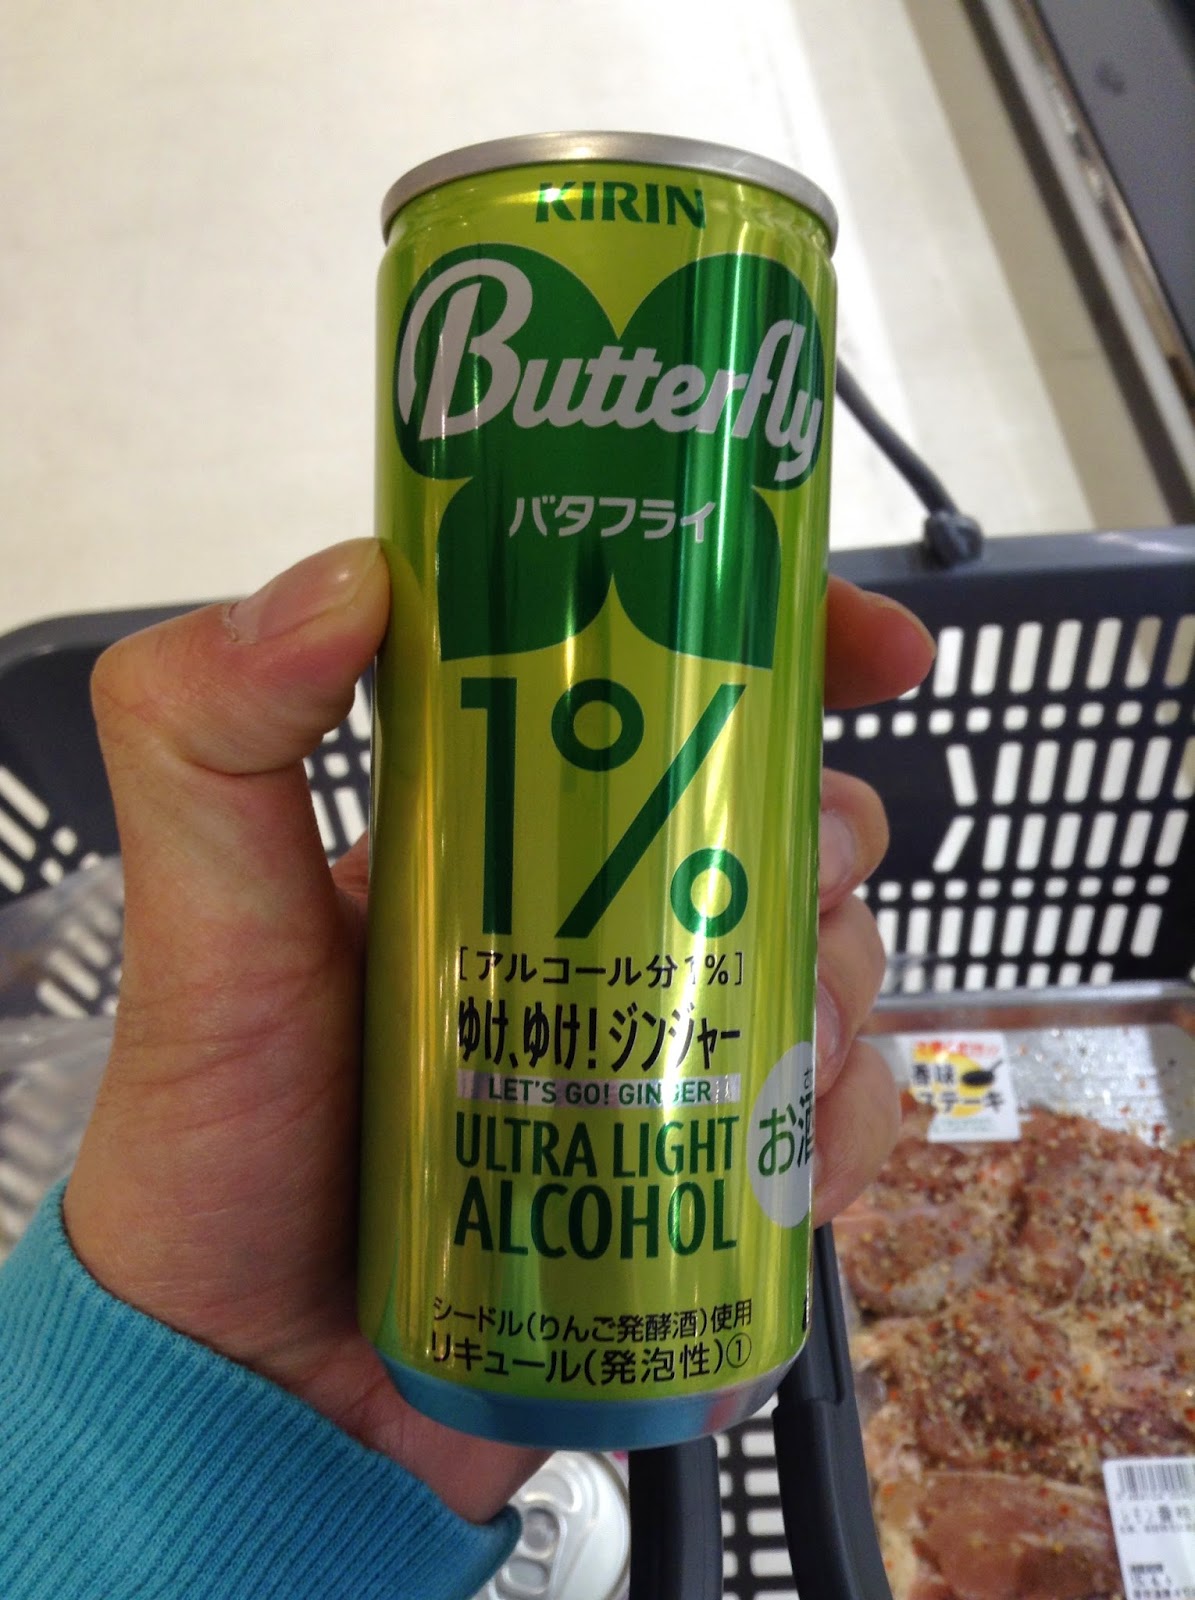 KIRIN
Butterfly
バタフライ
1%
[アルコール分1%]
ゆけ、ゆけ!ジンジャー
LET'S GO! GINGER
ULTRA LIGHT
ALCOHOL
お酒
シードル(りんご発酵酒)使用
リキュール(発泡性)①
香味
ステーキ